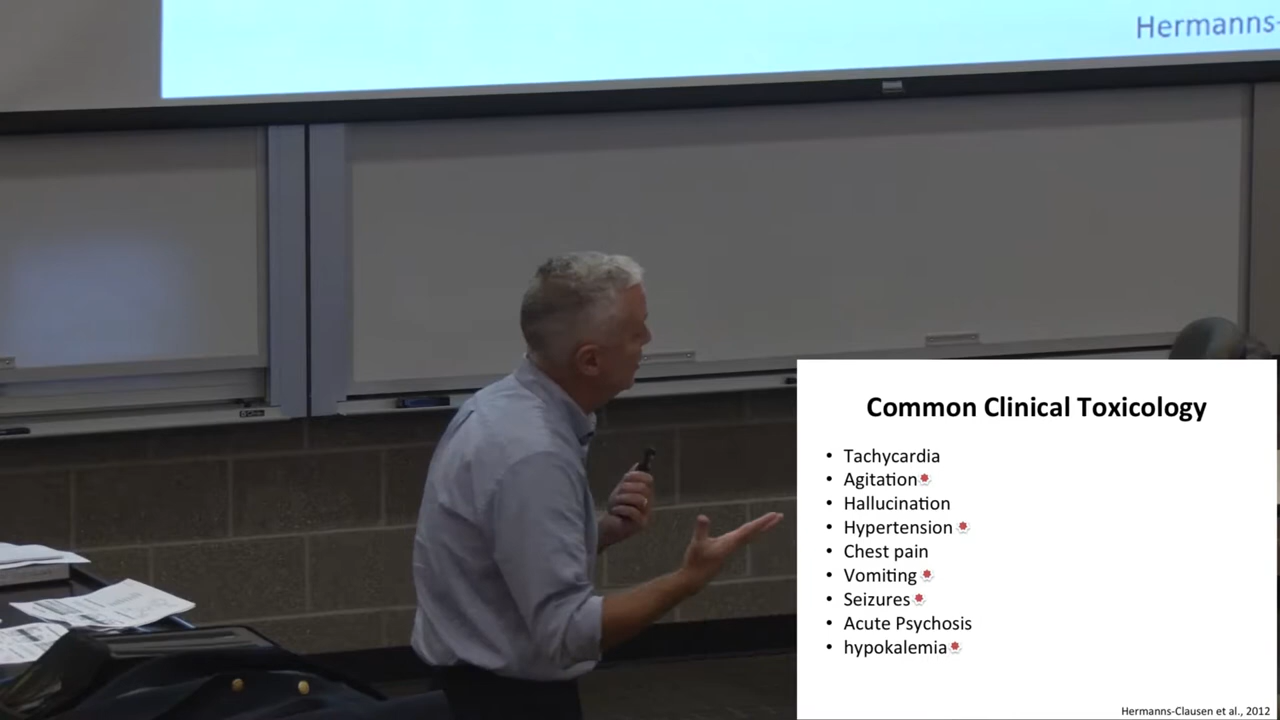 Hermanns-
Common Clinical Toxicology
• Tachycardia
• Agitation
• Hallucination
• Hypertension
• Chest pain
• Vomiting
• Seizures
• Acute Psychosis
• hypokalemia
Hermanns-Clausen et al., 2012